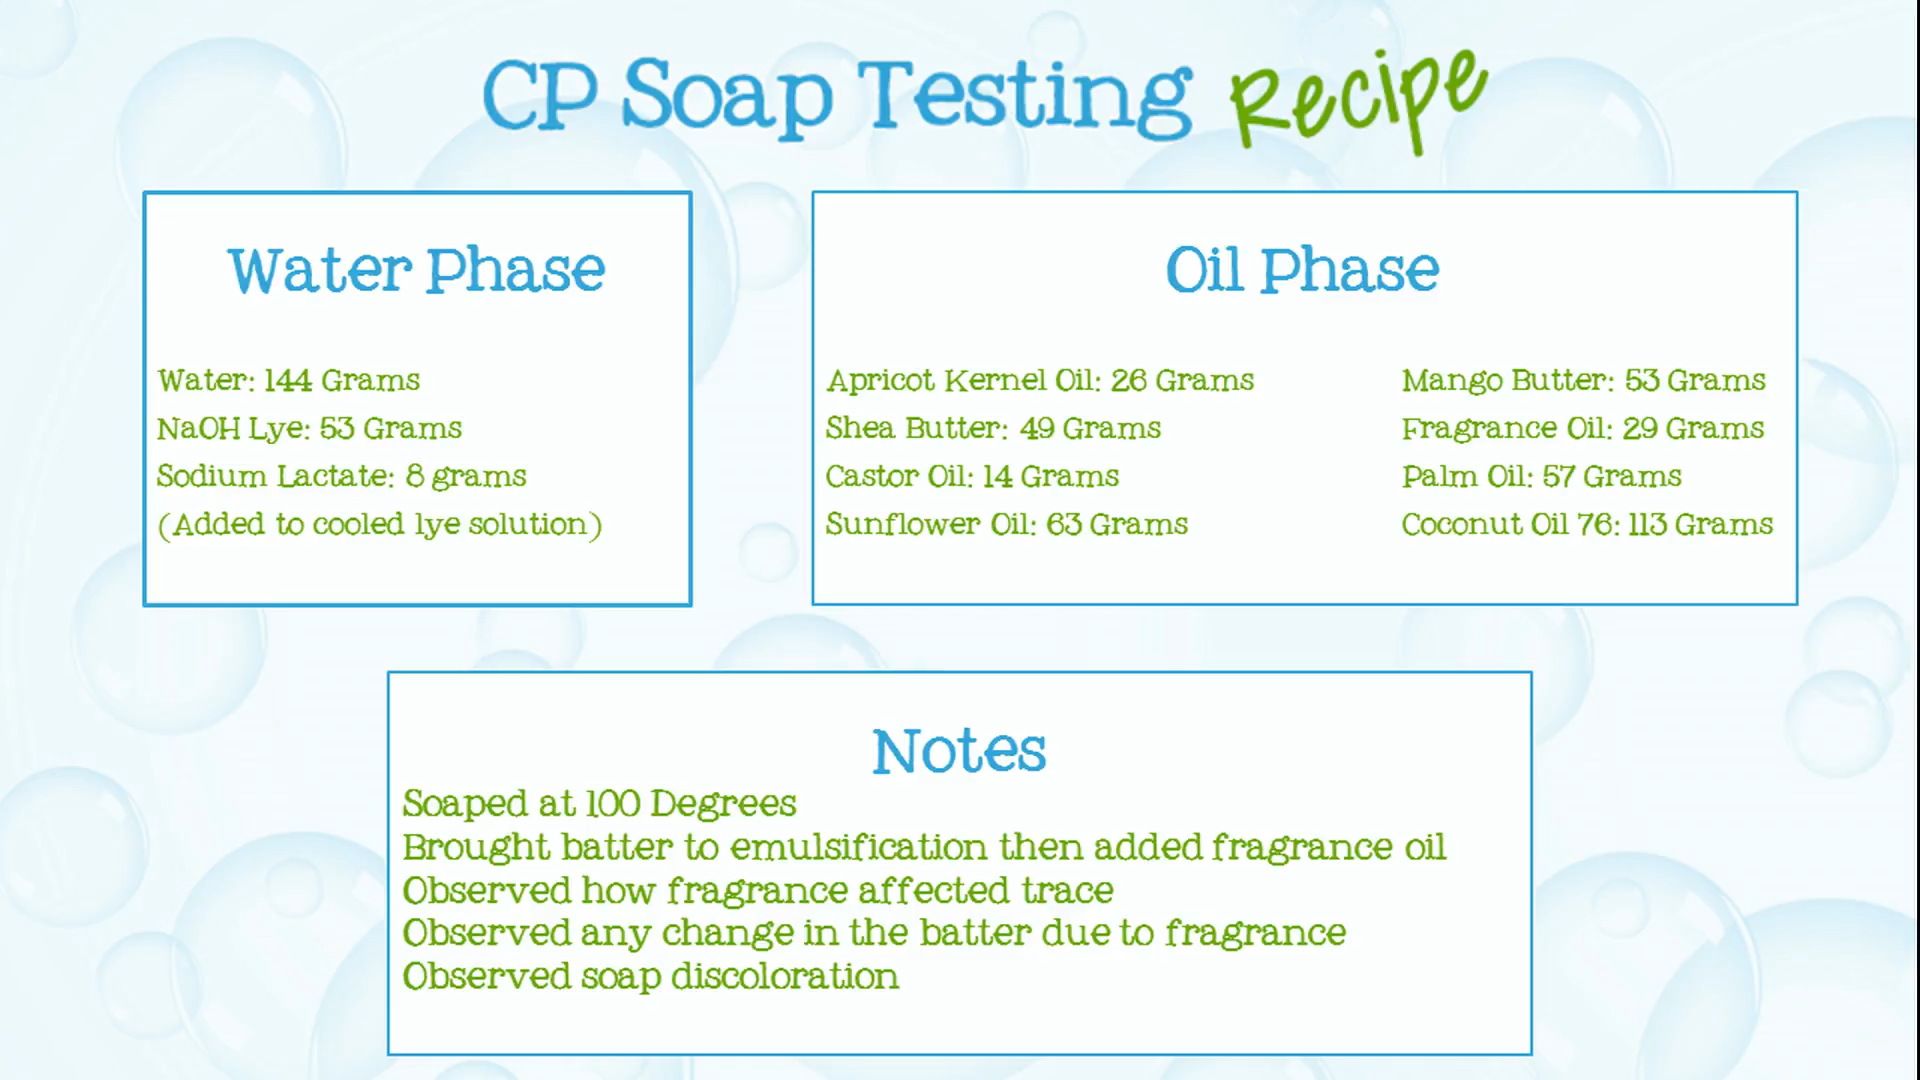 CP Soap Testing Recipe
Water Phase
Water: 144 Grams
NaOH Lye: 53 Grams
Sodium Lactate: 8 grams
(Added to cooled lye solution)
Oil Phase
Apricot Kernel Oil: 26 Grams
Shea Butter: 49 Grams
Castor Oil: 14 Grams
Sunflower Oil: 63 Grams
Mango Butter: 53 Grams
Fragrance Oil: 29 Grams
Palm Oil: 57 Grams
Coconut Oil 76: 113 Grams
Notes
Soaped at 100 Degrees
Brought batter to emulsification then added fragrance oil
Observed how fragrance affected trace
Observed any change in the batter due to fragrance
Observed soap discoloration